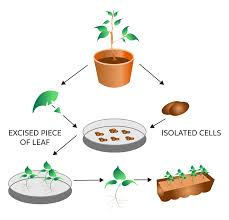 EXCISED PIECE
OF LEAF
ISOLATED CELLS